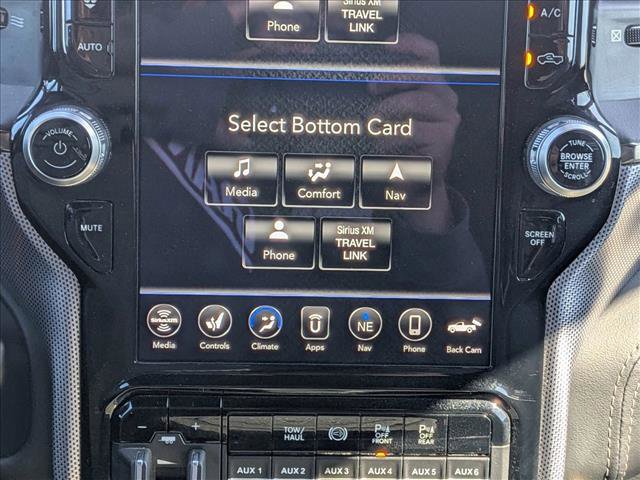 Phone
Sirius XM
TRAVEL
LINK
AUTO
A/C
VOLUME
Select Bottom Card
TUNE
BROWSE
ENTER
SCROLL
Media
Comfort
Nav
MUTE
Phone
Sirius XM
TRAVEL
LINK
SCREEN
OFF
SiriusXM
NE
Media
Controls
Climate
Apps
Nav
Phone
Back Cam
- +
TOW/
HAUL
P OFF
FRONT
P OFF
REAR
AUX 1 AUX 2 AUX 3 AUX 4 AUX 5 AUX 6